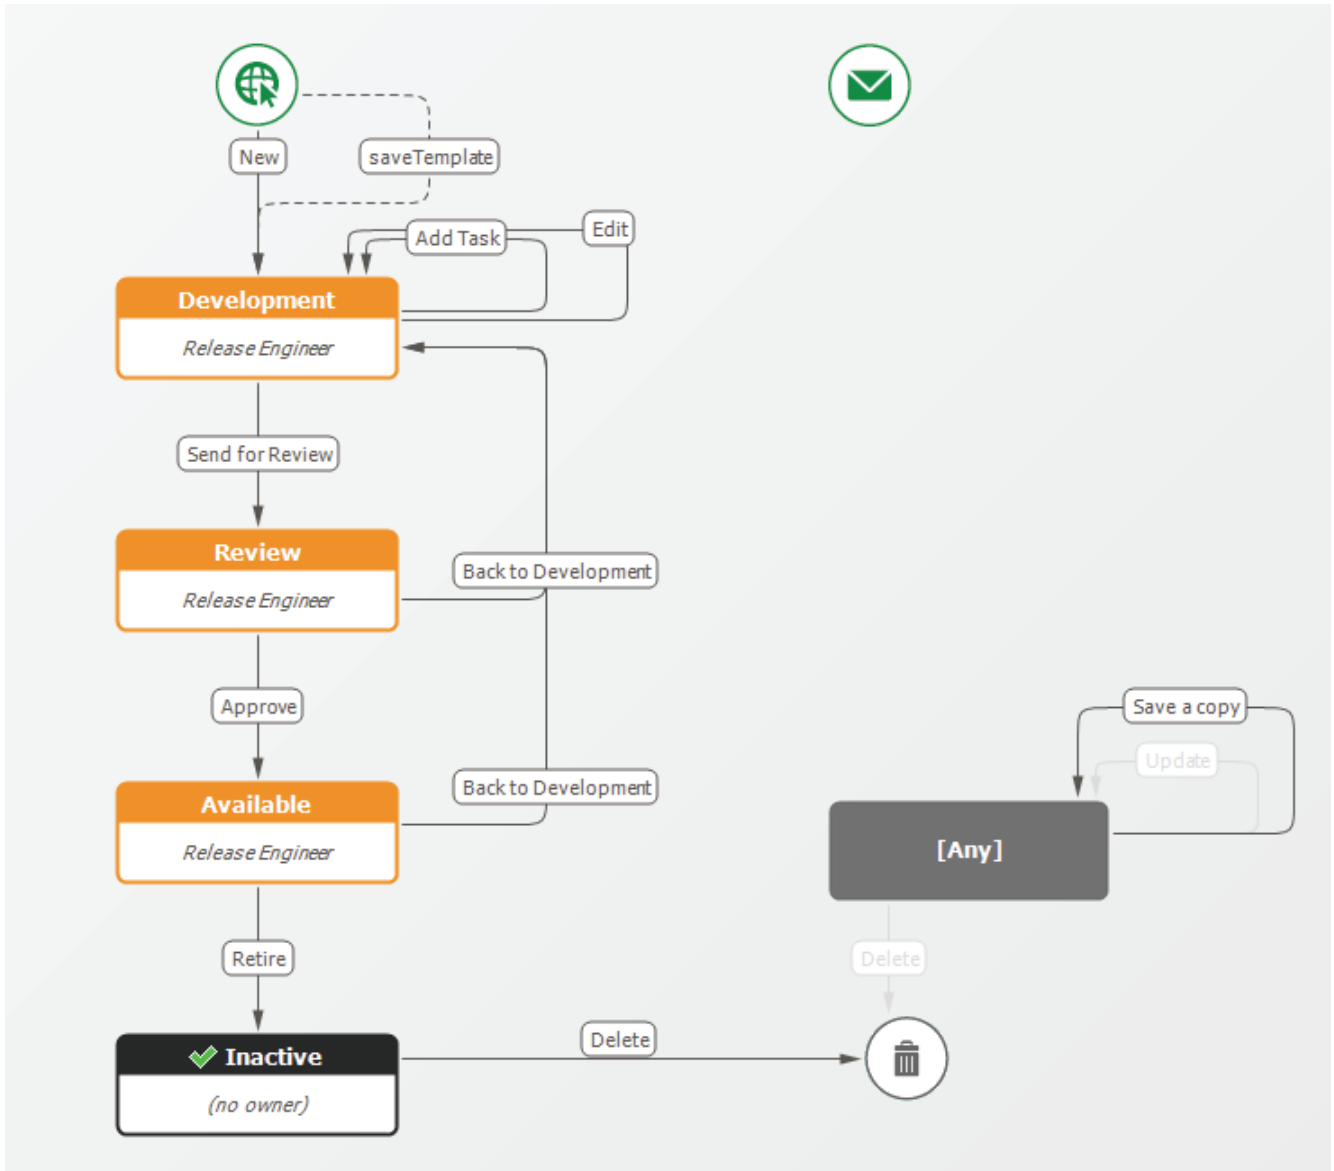 New
saveTemplate
Edit
Add Task
Development
Release Engineer
Send for Review
Review
Back to Development
Release Engineer
Approve
Save a copy
Update
Back to Development
Available
Release Engineer
[Any]
Retire
Delete
Delete
Inactive
(no owner)